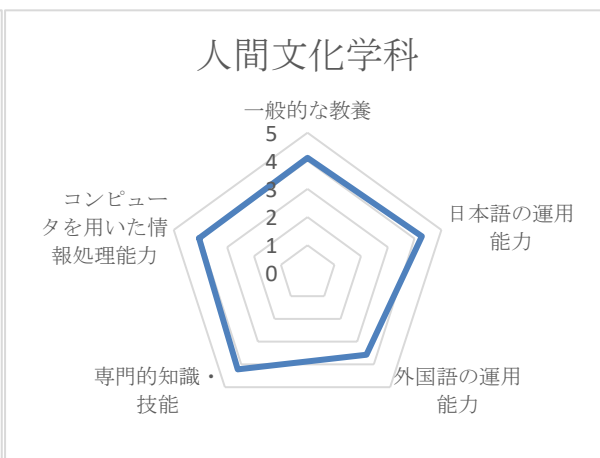 人間文化学科
一般的な教養
5
4
3
2
1
0
日本語の運用
能力
外国語の運用
能力
専門的知識・
技能
コンピュー
タを用いた情
報処理能力